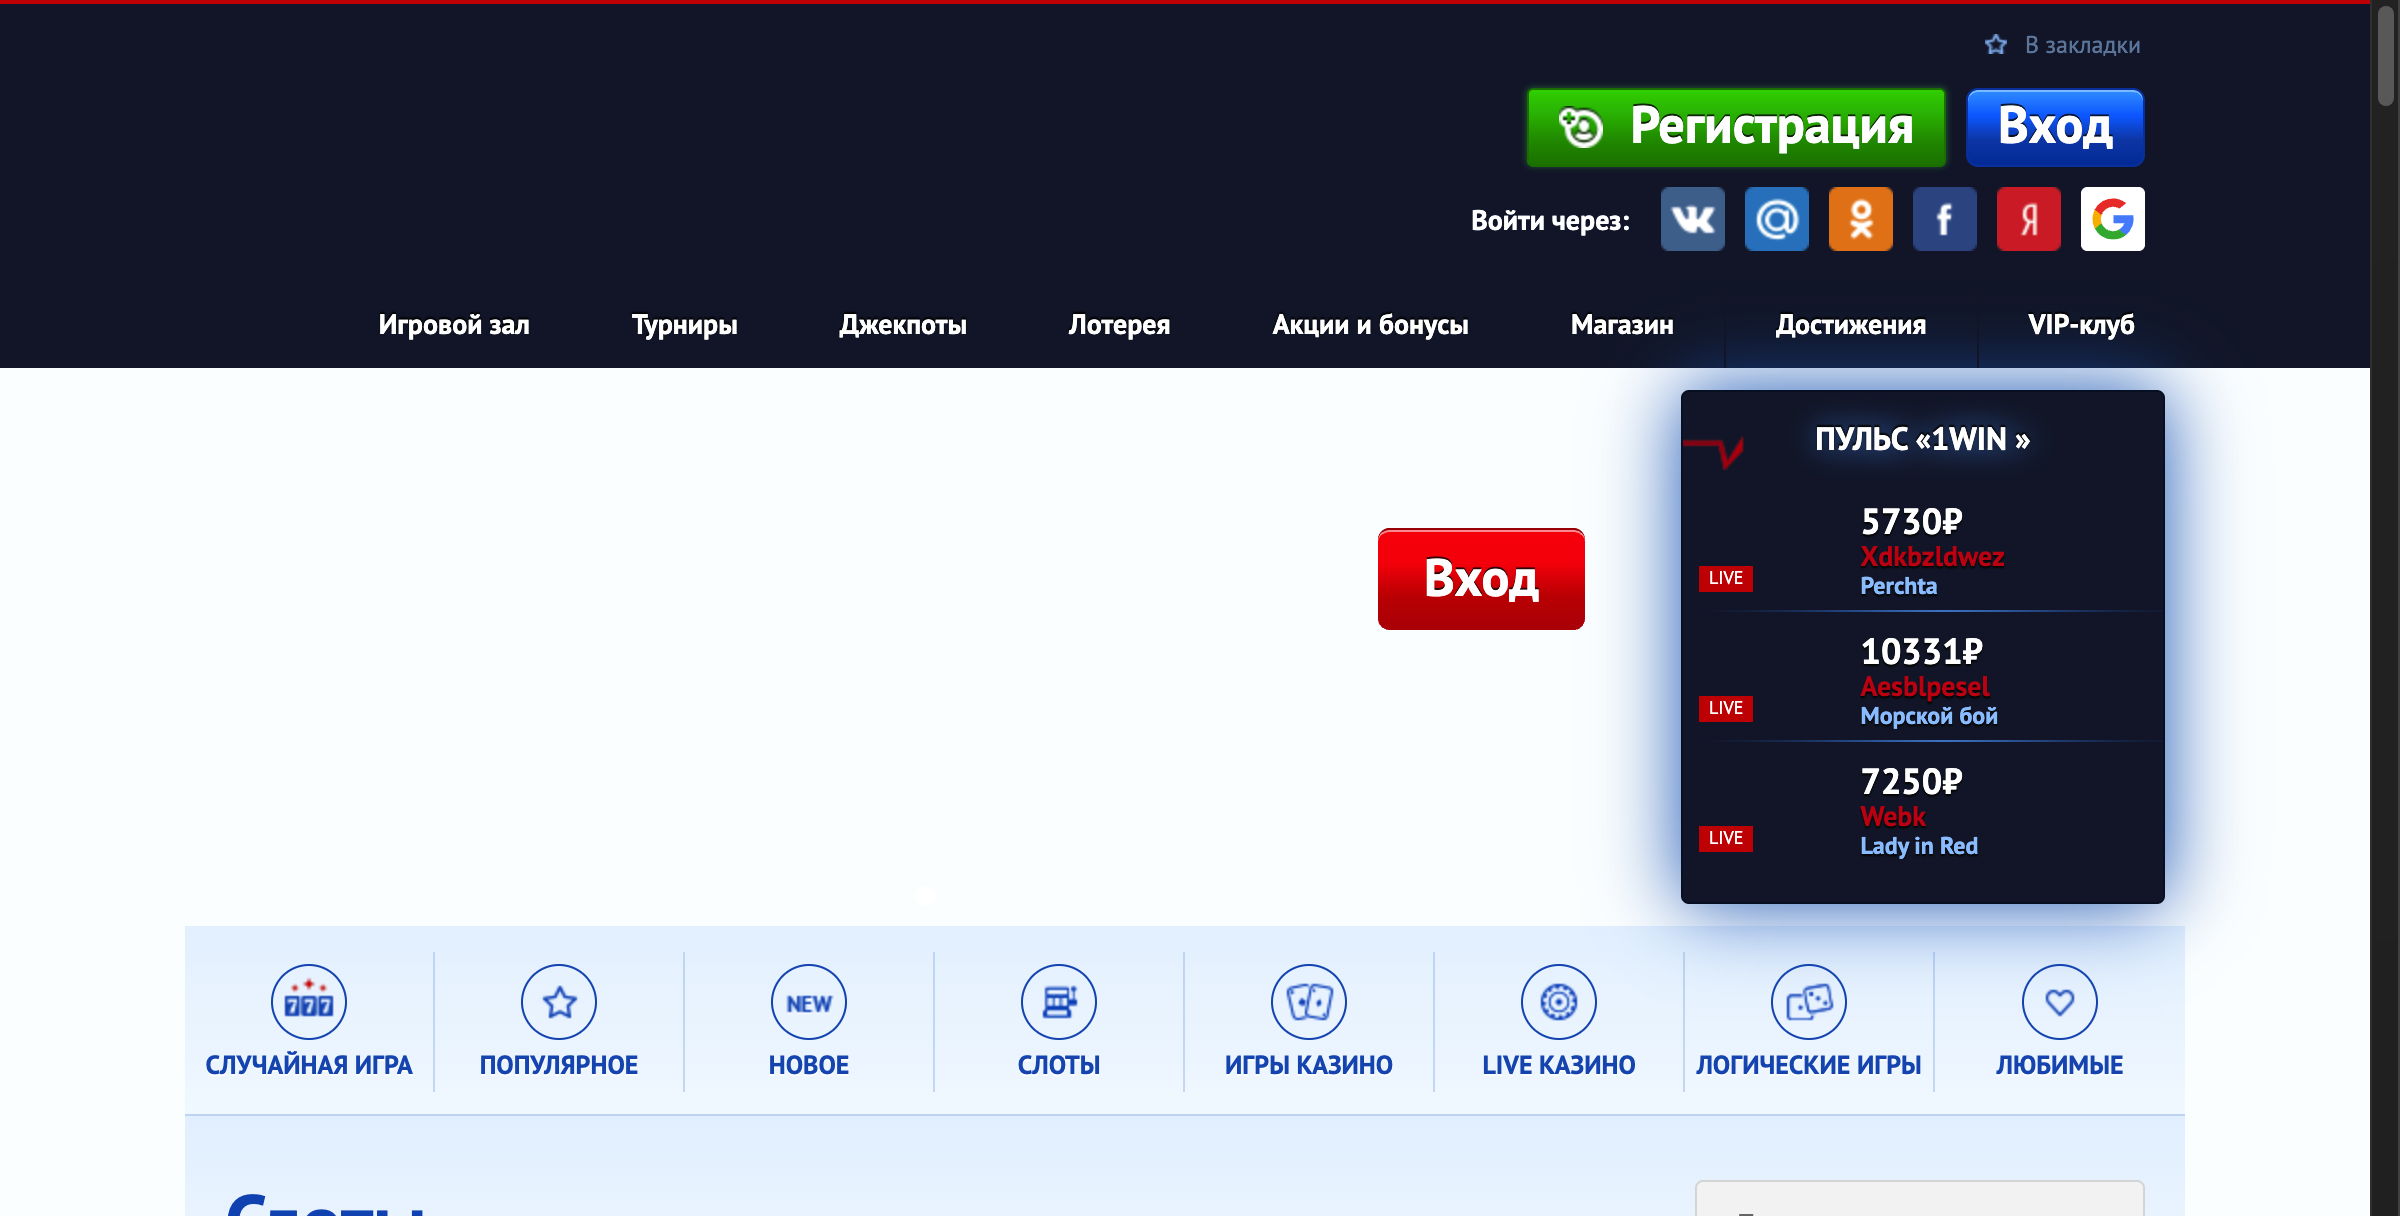 В закладки
Регистрация
Вход
Войти через:
Игровой зал
Турниры
Джекпоты
Лотерея
Акции и бонусы
Магазин
Достижения
VIP-клуб
ПУЛЬС «1WIN »
Вход
5730₽
Xdkbzldwez
LIVE
Perchta
10331₽
Aesblpesel
LIVE
Морской бой
7250₽
Webk
LIVE
Lady in Red
777
NEW
СЛУЧАЙНАЯ ИГРА
ПОПУЛЯРНОЕ
НОВОЕ
СЛОТЫ
ИГРЫ КАЗИНО
LIVE КАЗИНО
ЛОГИЧЕСКИЕ ИГРЫ
ЛЮБИМЫЕ
Слоты